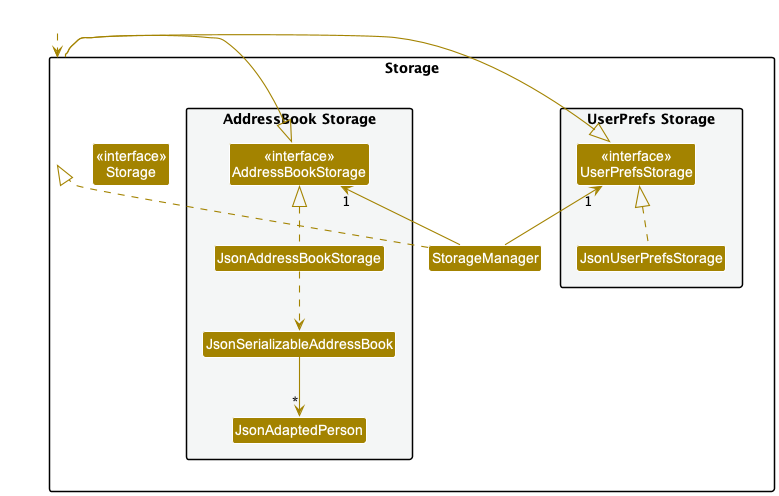 Storage
AddressBook Storage
UserPrefs Storage
«interface»
Storage
«interface»
AddressBookStorage
«interface»
UserPrefsStorage
1
1
JsonAddressBookStorage
StorageManager
JsonUserPrefsStorage
JsonSerializableAddressBook
*
JsonAdaptedPerson